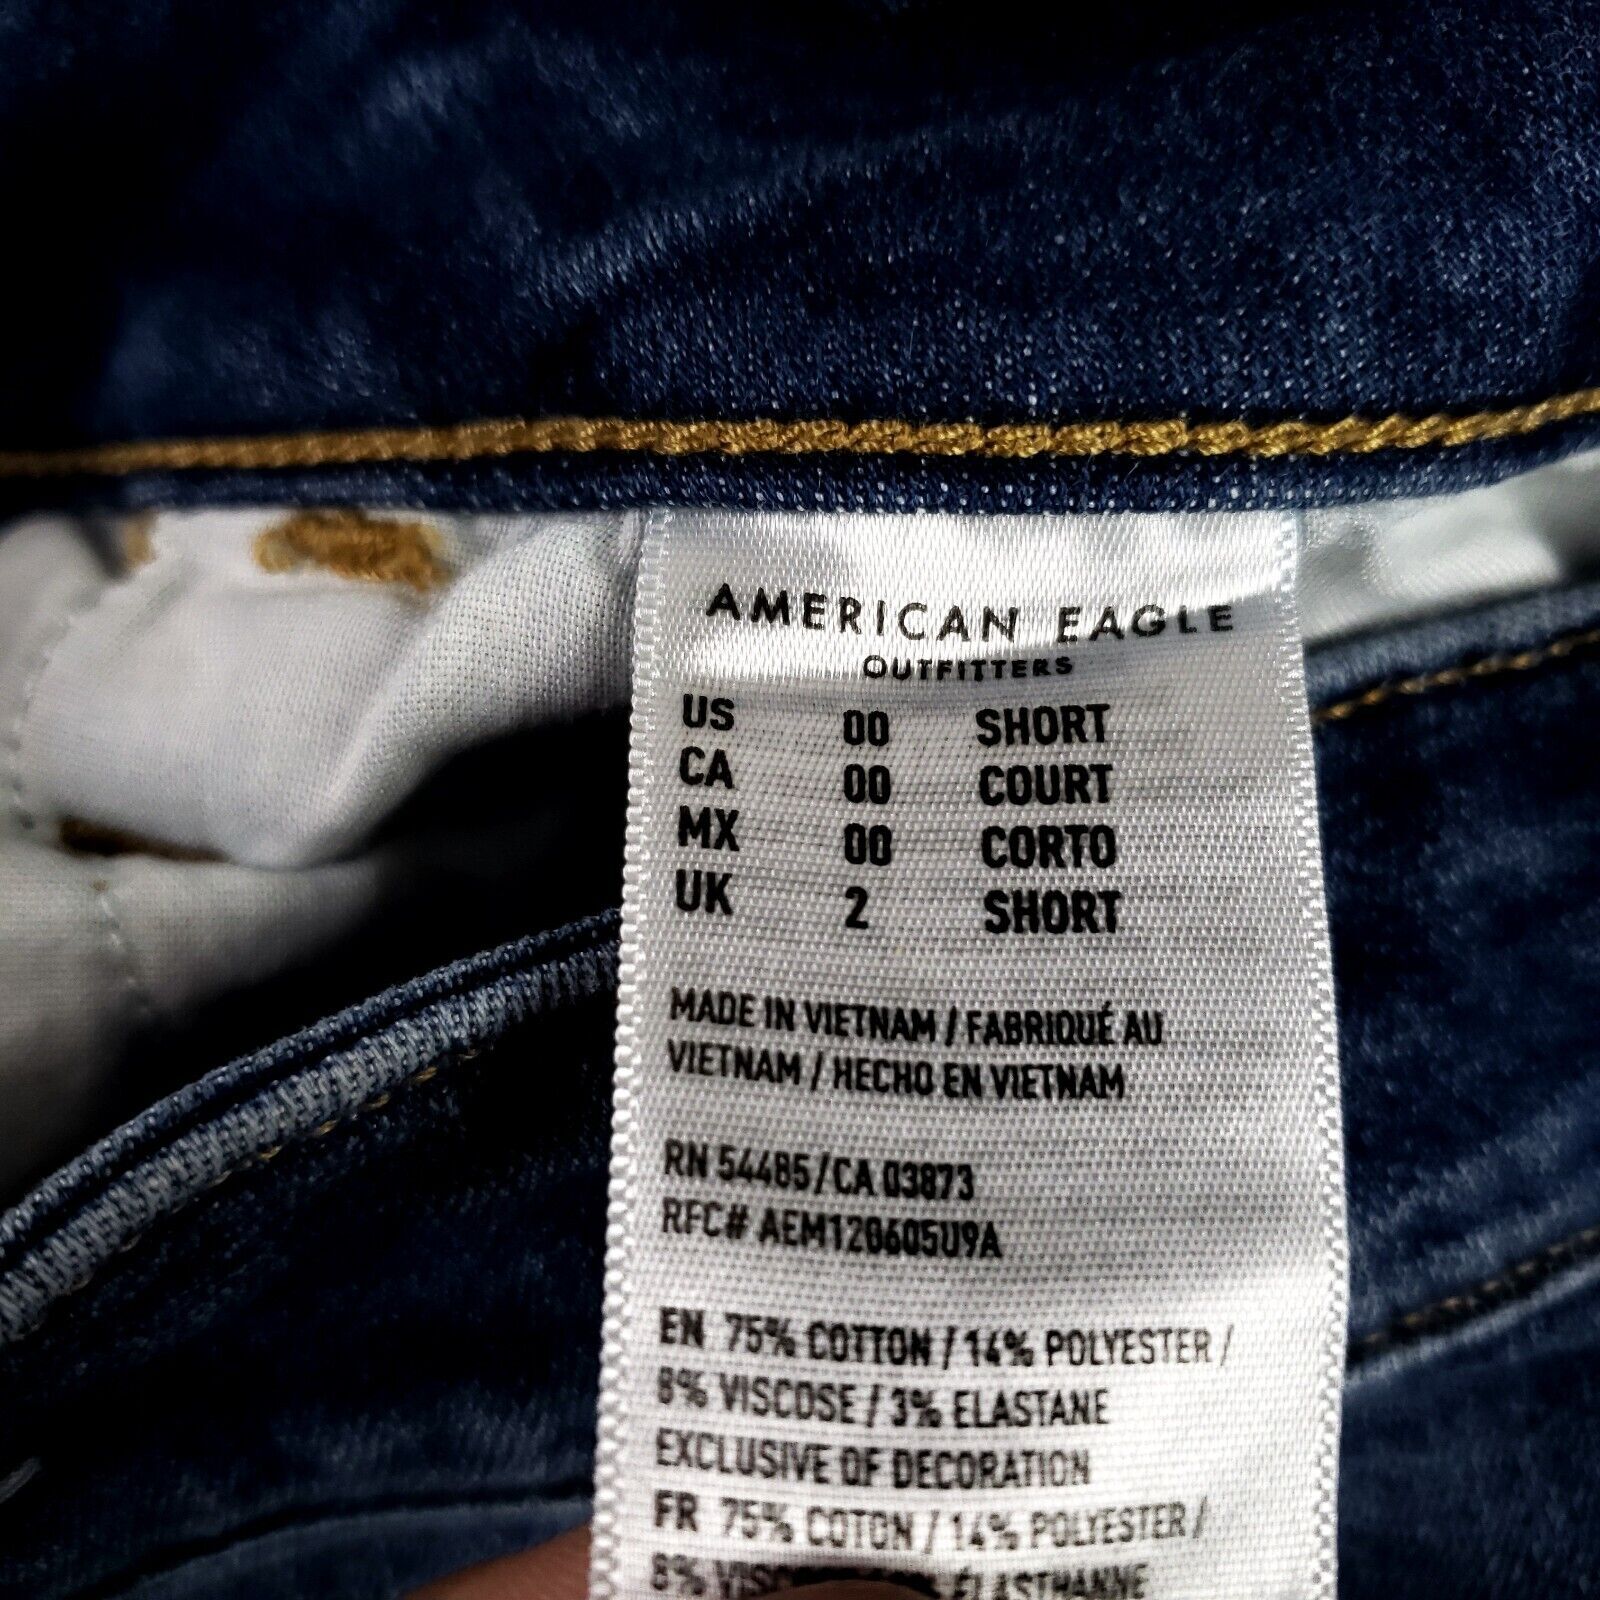 AMERICAN EAGLE
OUTFITTERS
US 00 SHORT
CA 00 COURT
MX 00 CORTO
UK 2 SHORT
MADE IN VIETNAM / FABRIQUÉ AU
VIETNAM / HECHO EN VIETNAM
RN 54485/CA 03873
RFC# AEM120605U9A
EN 75% COTTON / 14% POLYESTER /
8% VISCOSE / 3% ELASTANE
EXCLUSIVE OF DECORATION
FR 75% COTON / 14% POLYESTER /
8% ÉLASTHANNE